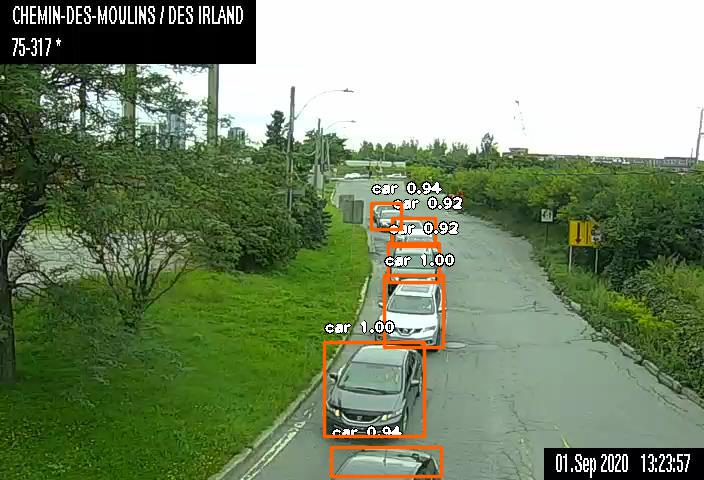 CHEMIN-DES-MOULINS / DES IRLAND
75-317 *
car 0.94
car 0.92
car 0.92
car 1.00
car 1.00
car 0.94
01.Sep 2020 13:23:57